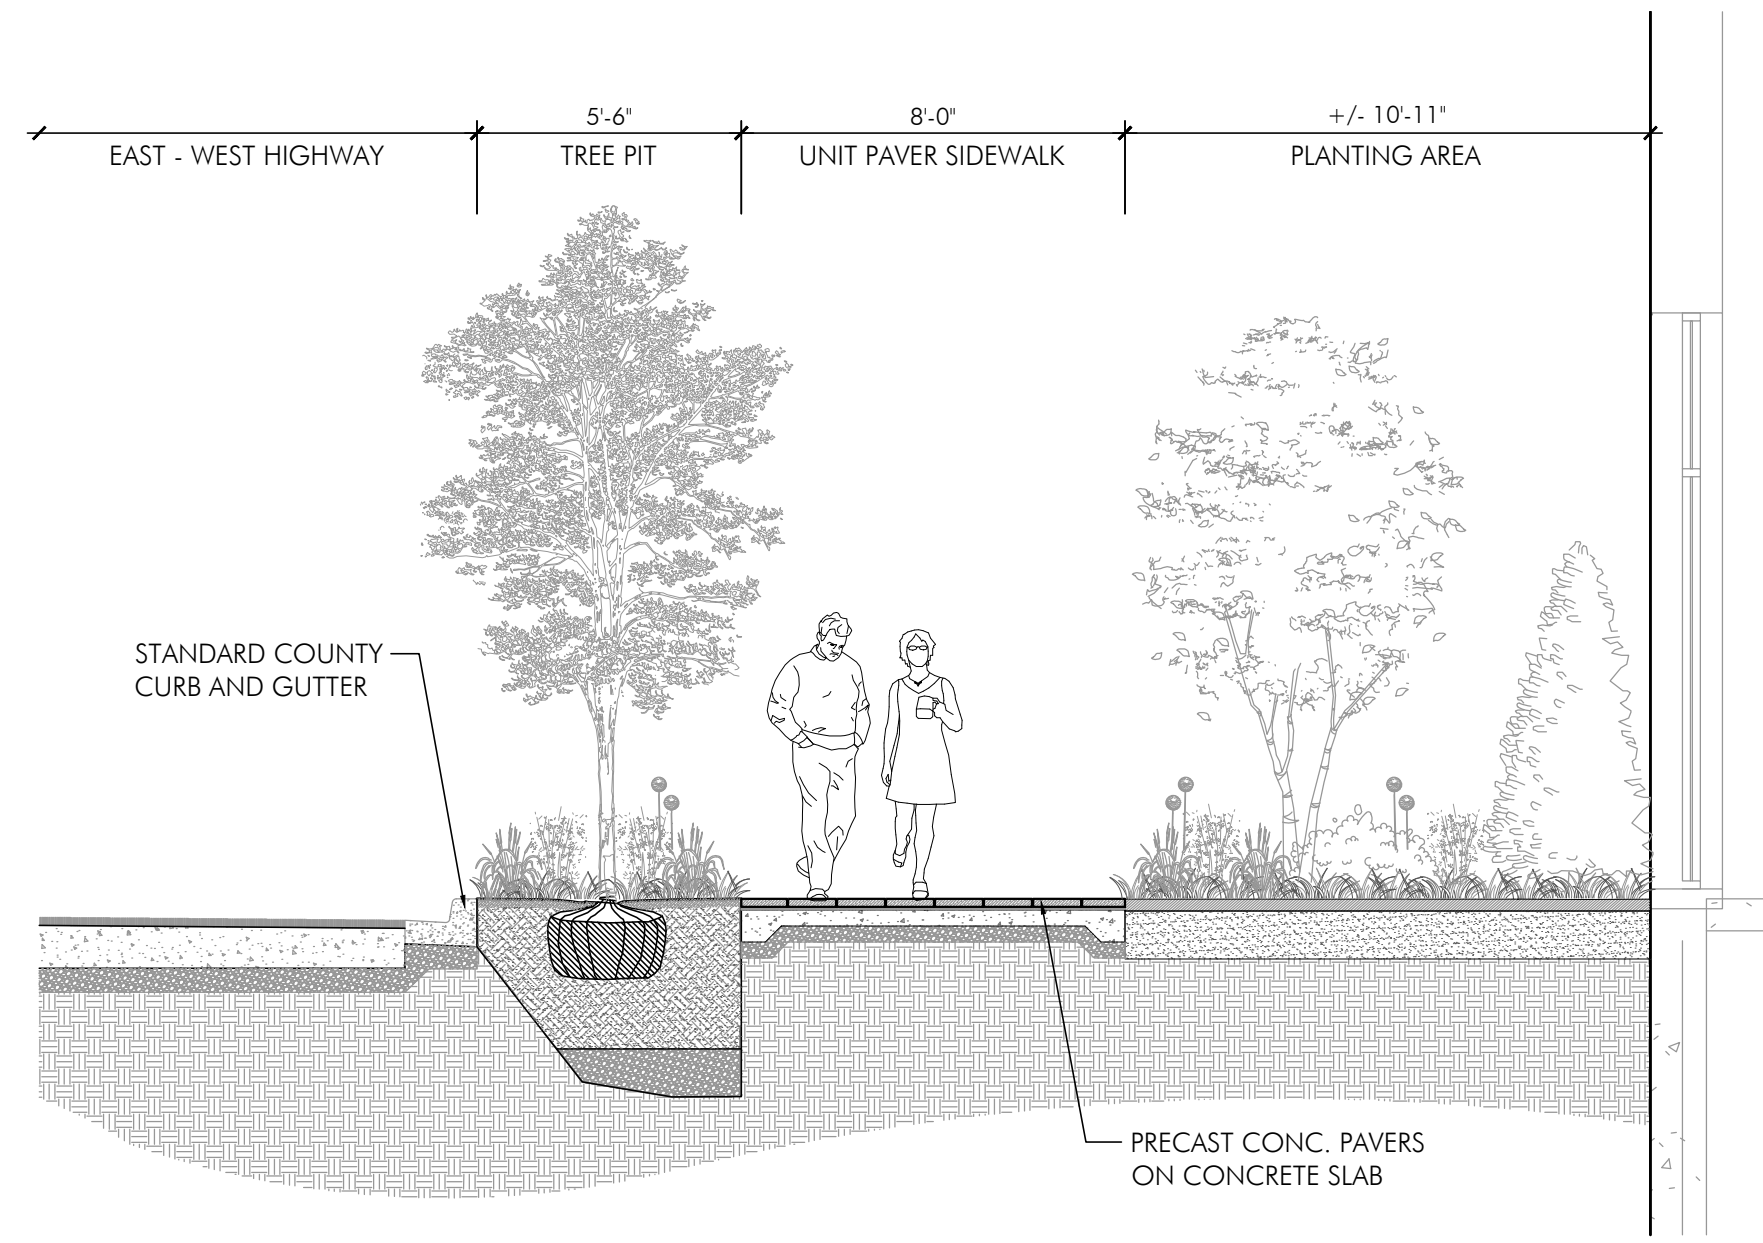 5'-6"
8'-0"
+/- 10'-11"
EAST - WEST HIGHWAY
TREE PIT
UNIT PAVER SIDEWALK
PLANTING AREA
STANDARD COUNTY
CURB AND GUTTER
PRECAST CONC. PAVERS
ON CONCRETE SLAB